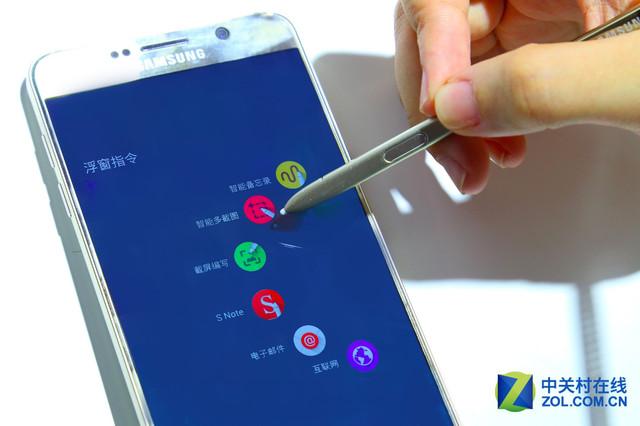 SAMSUNG
浮窗指令
智能备忘录
智能多截图
截屏编写
S Note
S
电子邮件
@
互联网
Z
中关村在线
ZOL.COM.CN